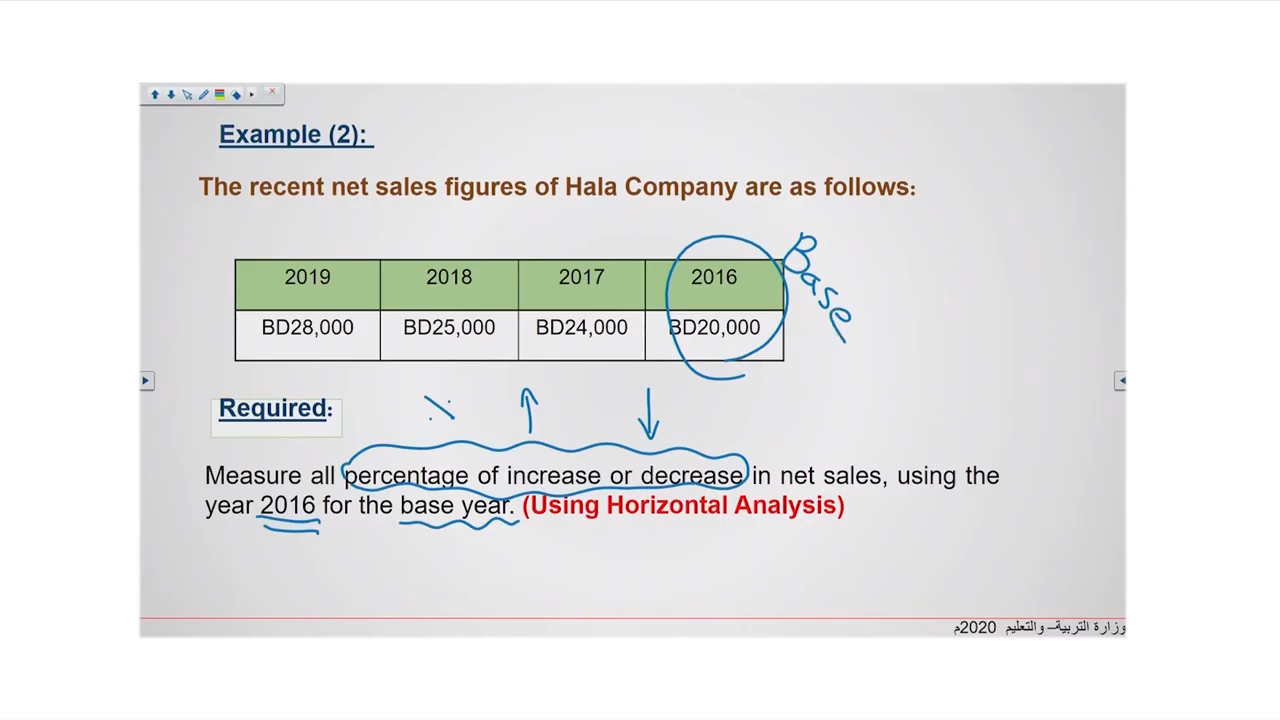 Example (2):
The recent net sales figures of Hala Company are as follows:
Base
2019 2018 2017 2016
BD28,000 BD25,000 BD24,000 BD20,000
Required:
%
Measure all percentage of increase or decrease in net sales, using the
year 2016 for the base year. (Using Horizontal Analysis)
وزارة التربية– والتعليم 2020م